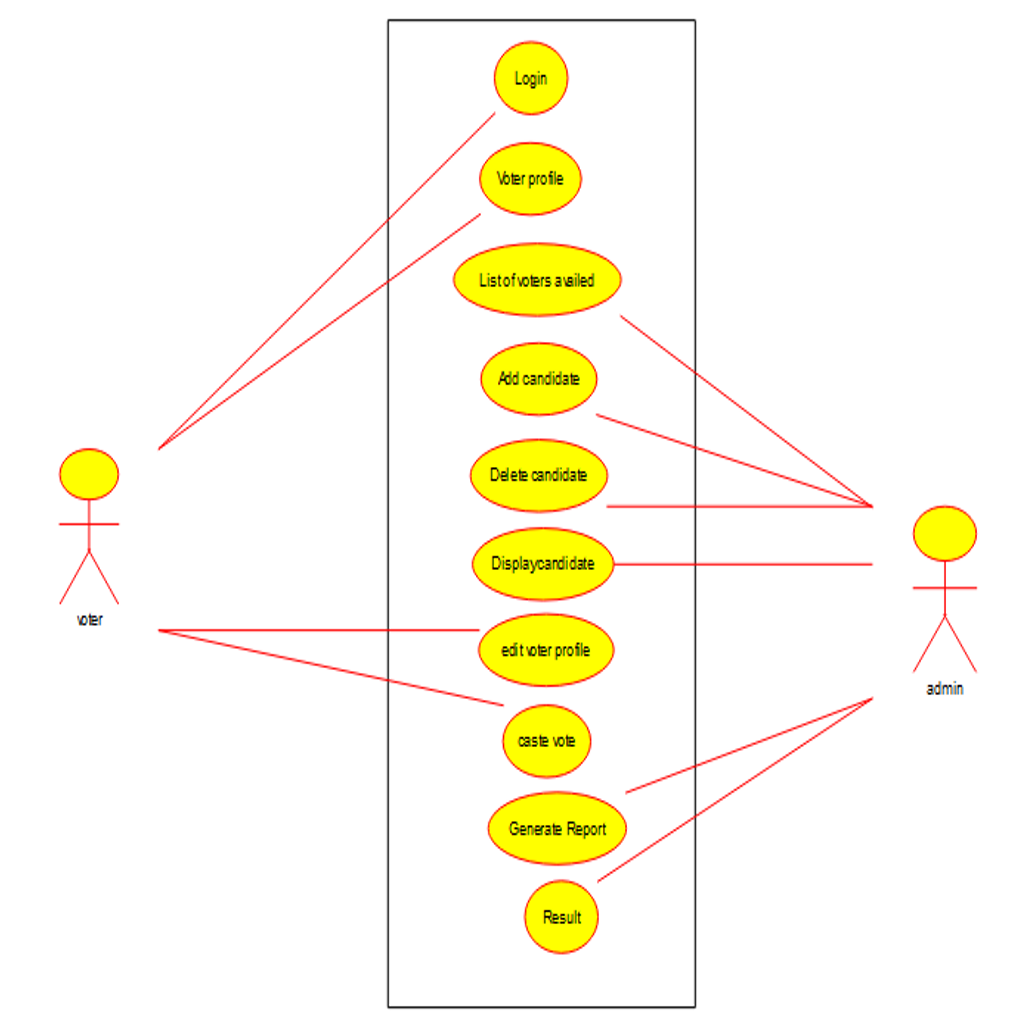 Login
Voter profile
List of voters availed
Add candidate
Delete candidate
Displaycandidate
edit voter profile
caste vote
Generate Report
Result
voter
admin